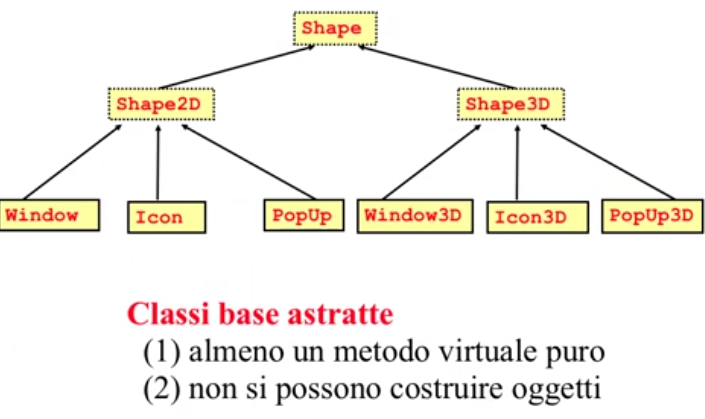 Shape
Shape2D Shape3D
Window Icon PopUp Window3D Icon3D PopUp3D
Classi base astratte
(1) almeno un metodo virtuale puro
(2) non si possono costruire oggetti